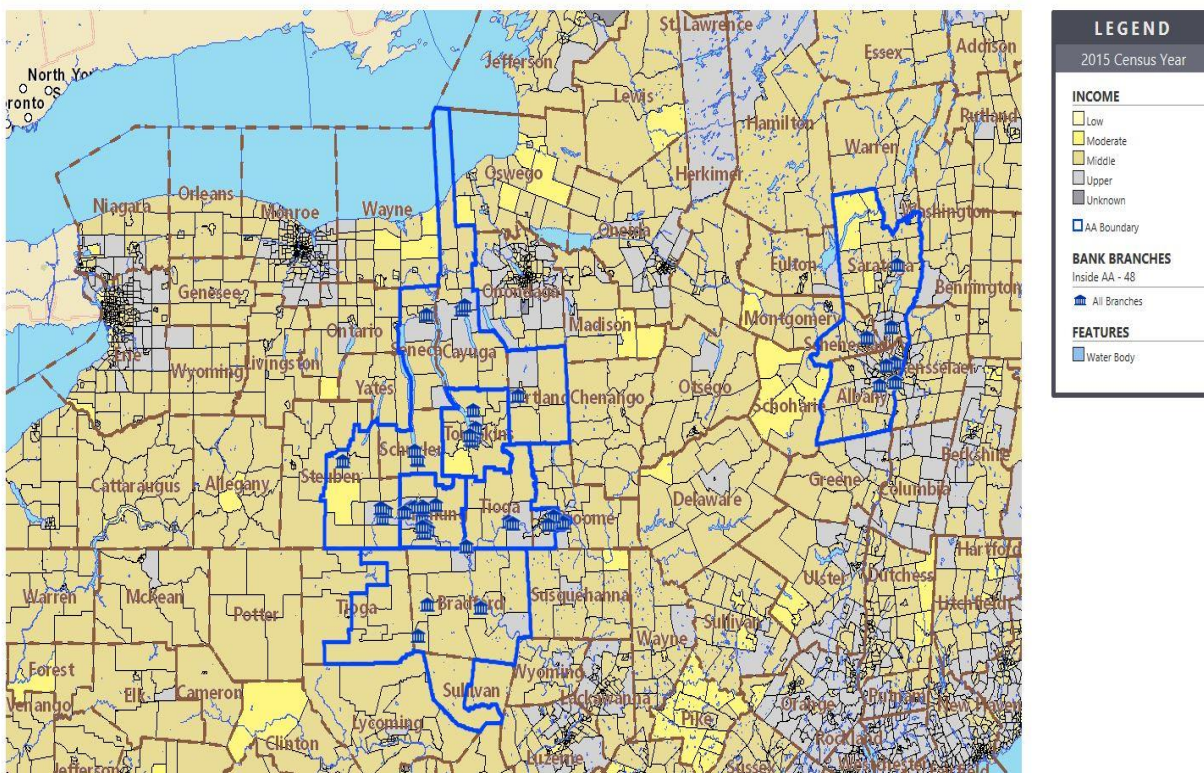 St. Lawrence
Jefferson
Essex
Addison
Lewis
Hamilton
Rutland
Warren
Oswego
Herkimer
Niagara
Orleans
Monroe
Wayne
Oneida
Washington
Saratoga
Fulton
Genesee
Onondaga
Bennington
Madison
Montgomery
Ontario
Seneca
Cayuga
Erie
Wyoming
Livingston
Yates
Cortland
Chenango
Otsego
Schoharie
Albany
Rensselaer
Tompkins
Schuyler
Steuben
Cattaraugus
Allegany
Tioga
Broome
Delaware
Greene
Columbia
Berkshire
Hartford
Ulster
Dutchess
Litchfield
Warren
McKean
Potter
Tioga
Bradford
Susquehanna
Sullivan
Wayne
Forest
Elk
Cameron
Sullivan
Wyoming
Lackawanna
Pike
Orange
Putnam
New Haven
Venango
Lycoming
Clinton
Luzerne
Rockland
Jefferson
Sussex
Westchester
LEGEND
2015 Census Year
INCOME
Low
Moderate
Middle
Upper
Unknown
AA Boundary
BANK BRANCHES
Inside AA - 48
All Branches
FEATURES
Water Body